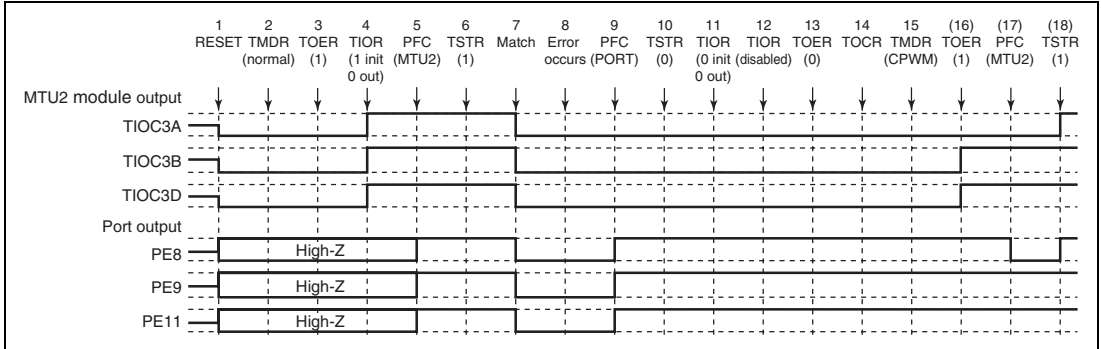 1 2 3 4 5 6 7 8 9 10 11 12 13 14 15 (16) (17) (18)
RESET TMDR TOER TIOR PFC TSTR Match Error PFC TSTR TIOR TIOR TOER TOCR TMDR TOER PFC TSTR
(normal) (1) (1 init (MTU2) (1) occurs (PORT) (0) (0 init (disabled) (0) (CPWM) (1) (MTU2) (1)
0 out) 0 out)
MTU2 module output
TIOC3A
TIOC3B
TIOC3D
Port output
PE8 High-Z
PE9 High-Z
PE11 High-Z